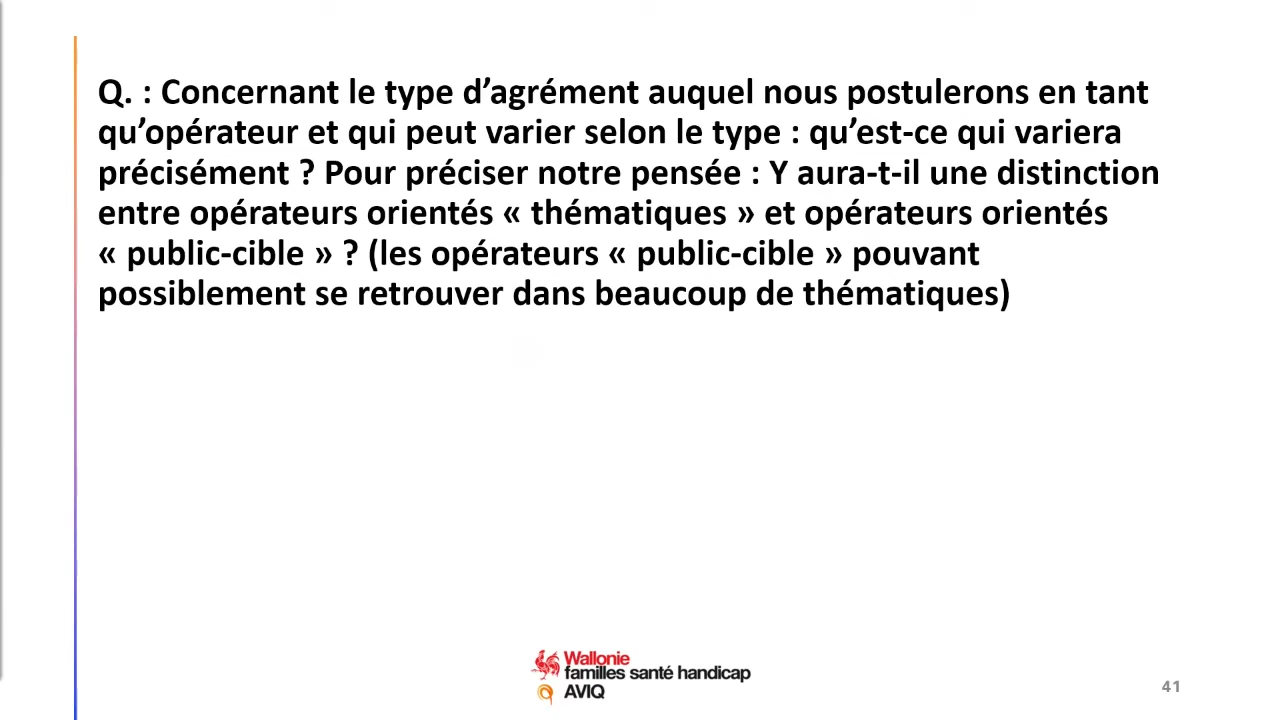 Q. : Concernant le type d’agrément auquel nous postulerons en tant
qu’opérateur et qui peut varier selon le type : qu’est-ce qui variera
précisément ? Pour préciser notre pensée : Y aura-t-il une distinction
entre opérateurs orientés « thématiques » et opérateurs orientés
« public-cible » ? (les opérateurs « public-cible » pouvant
possiblement se retrouver dans beaucoup de thématiques)
Wallonie
familles santé handicap
AVIQ
41